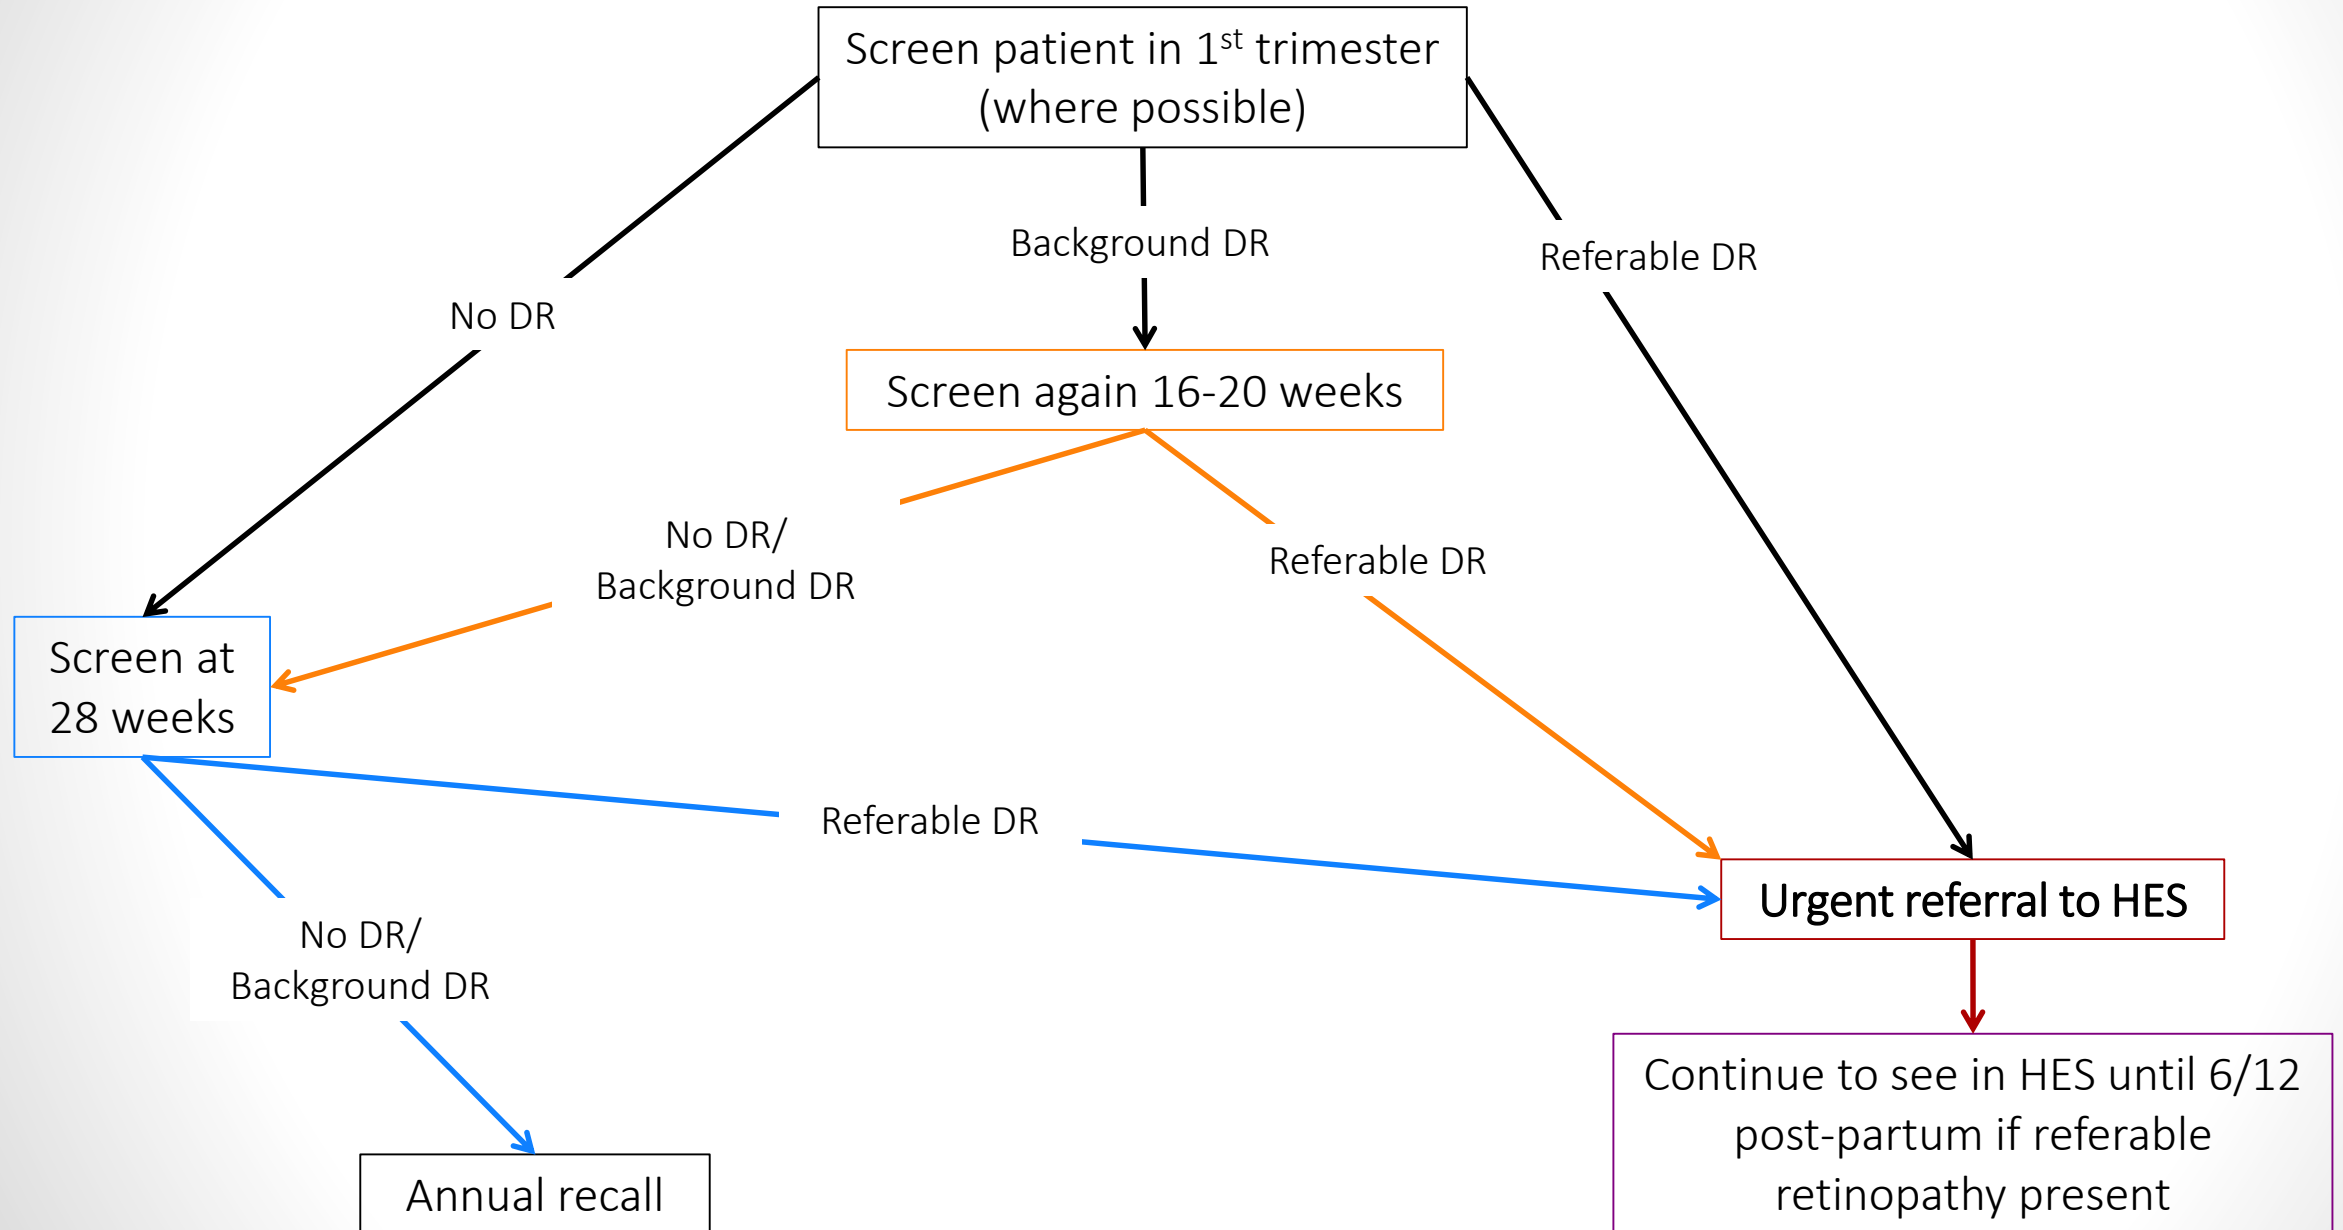 Screen patient in 1st trimester
(where possible)
Background DR
Referable DR
No DR
Screen again 16-20 weeks
No DR/
Background DR
Referable DR
Screen at
28 weeks
Referable DR
Urgent referral to HES
No DR/
Background DR
Continue to see in HES until 6/12
post-partum if referable
retinopathy present
Annual recall